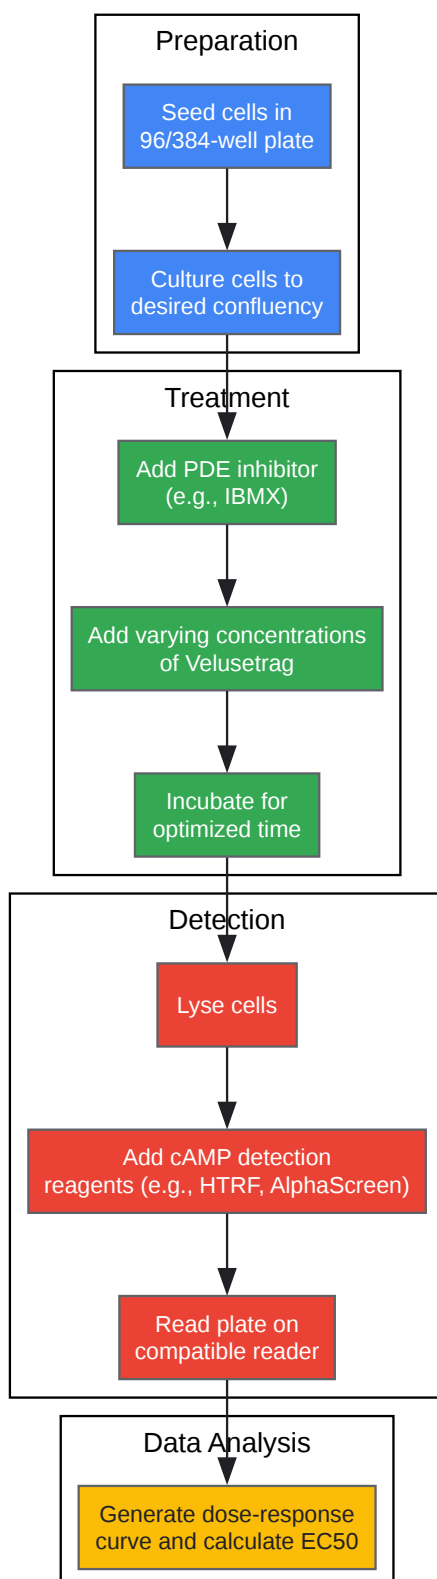 Preparation
Seed cells in
96/384-well plate
Culture cells to
desired confluency
Treatment
Add PDE inhibitor
(e.g., IBMX)
Add varying concentrations
of Velusetrag
Incubate for
optimized time
Detection
Lyse cells
Add cAMP detection
reagents (e.g., HTRF, AlphaScreen)
Read plate on
compatible reader
Data Analysis
Generate dose-response
curve and calculate EC50